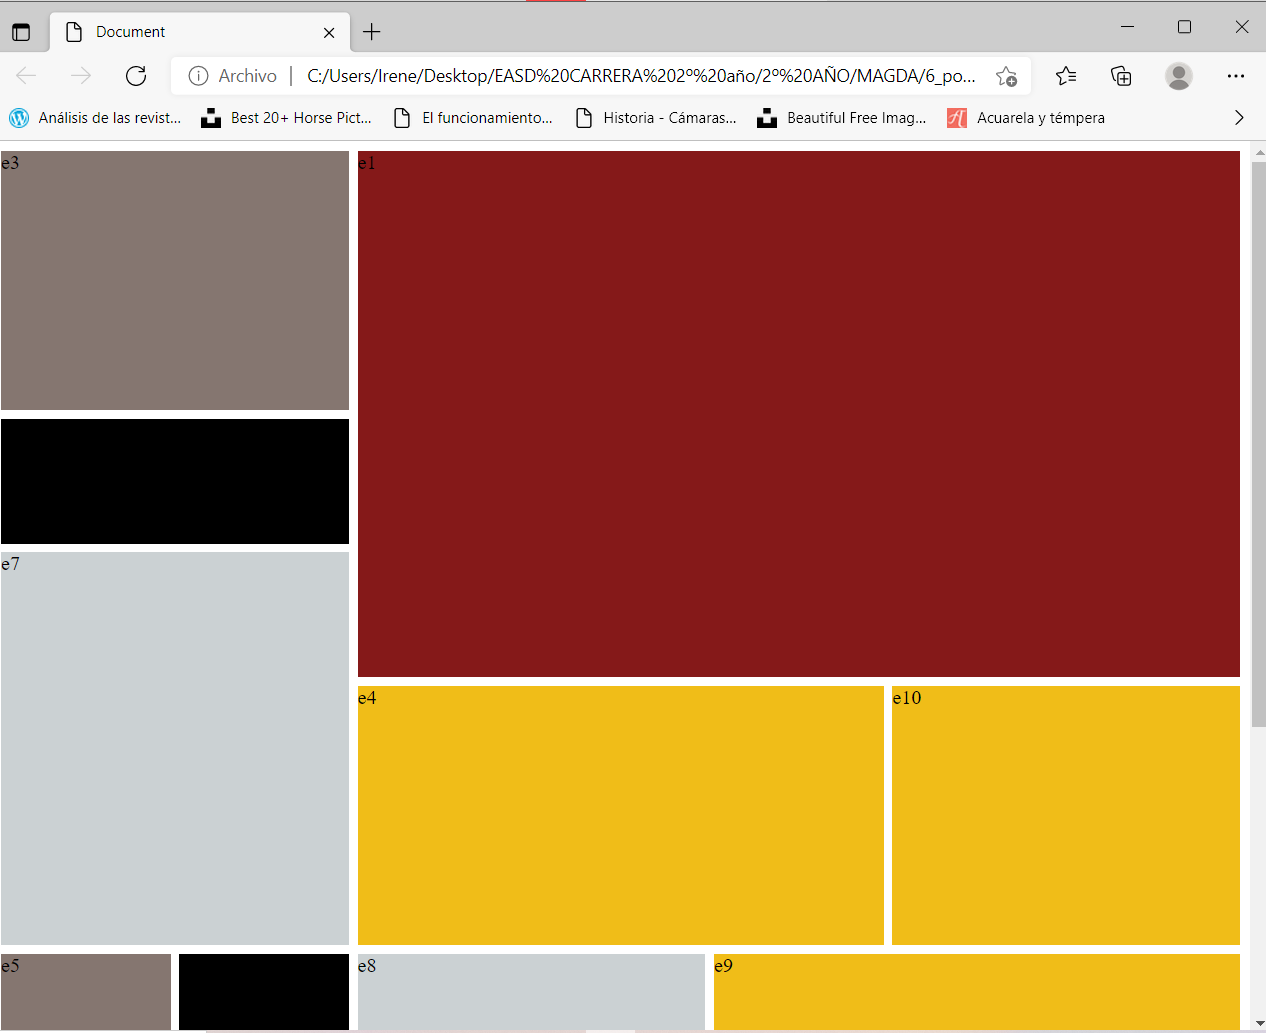 Document
Archivo | C:/Users/Irene/Desktop/EASD%20CARRERA%202º%20año/2º%20AÑO/MAGDA/6_po...
Análisis de las revist... Best 20+ Horse Pict... El funcionamiento... Historia - Cámaras... Beautiful Free Imag... Acuarela y témpera
e3 e1
e7
e4 e10
e5 e8 e9